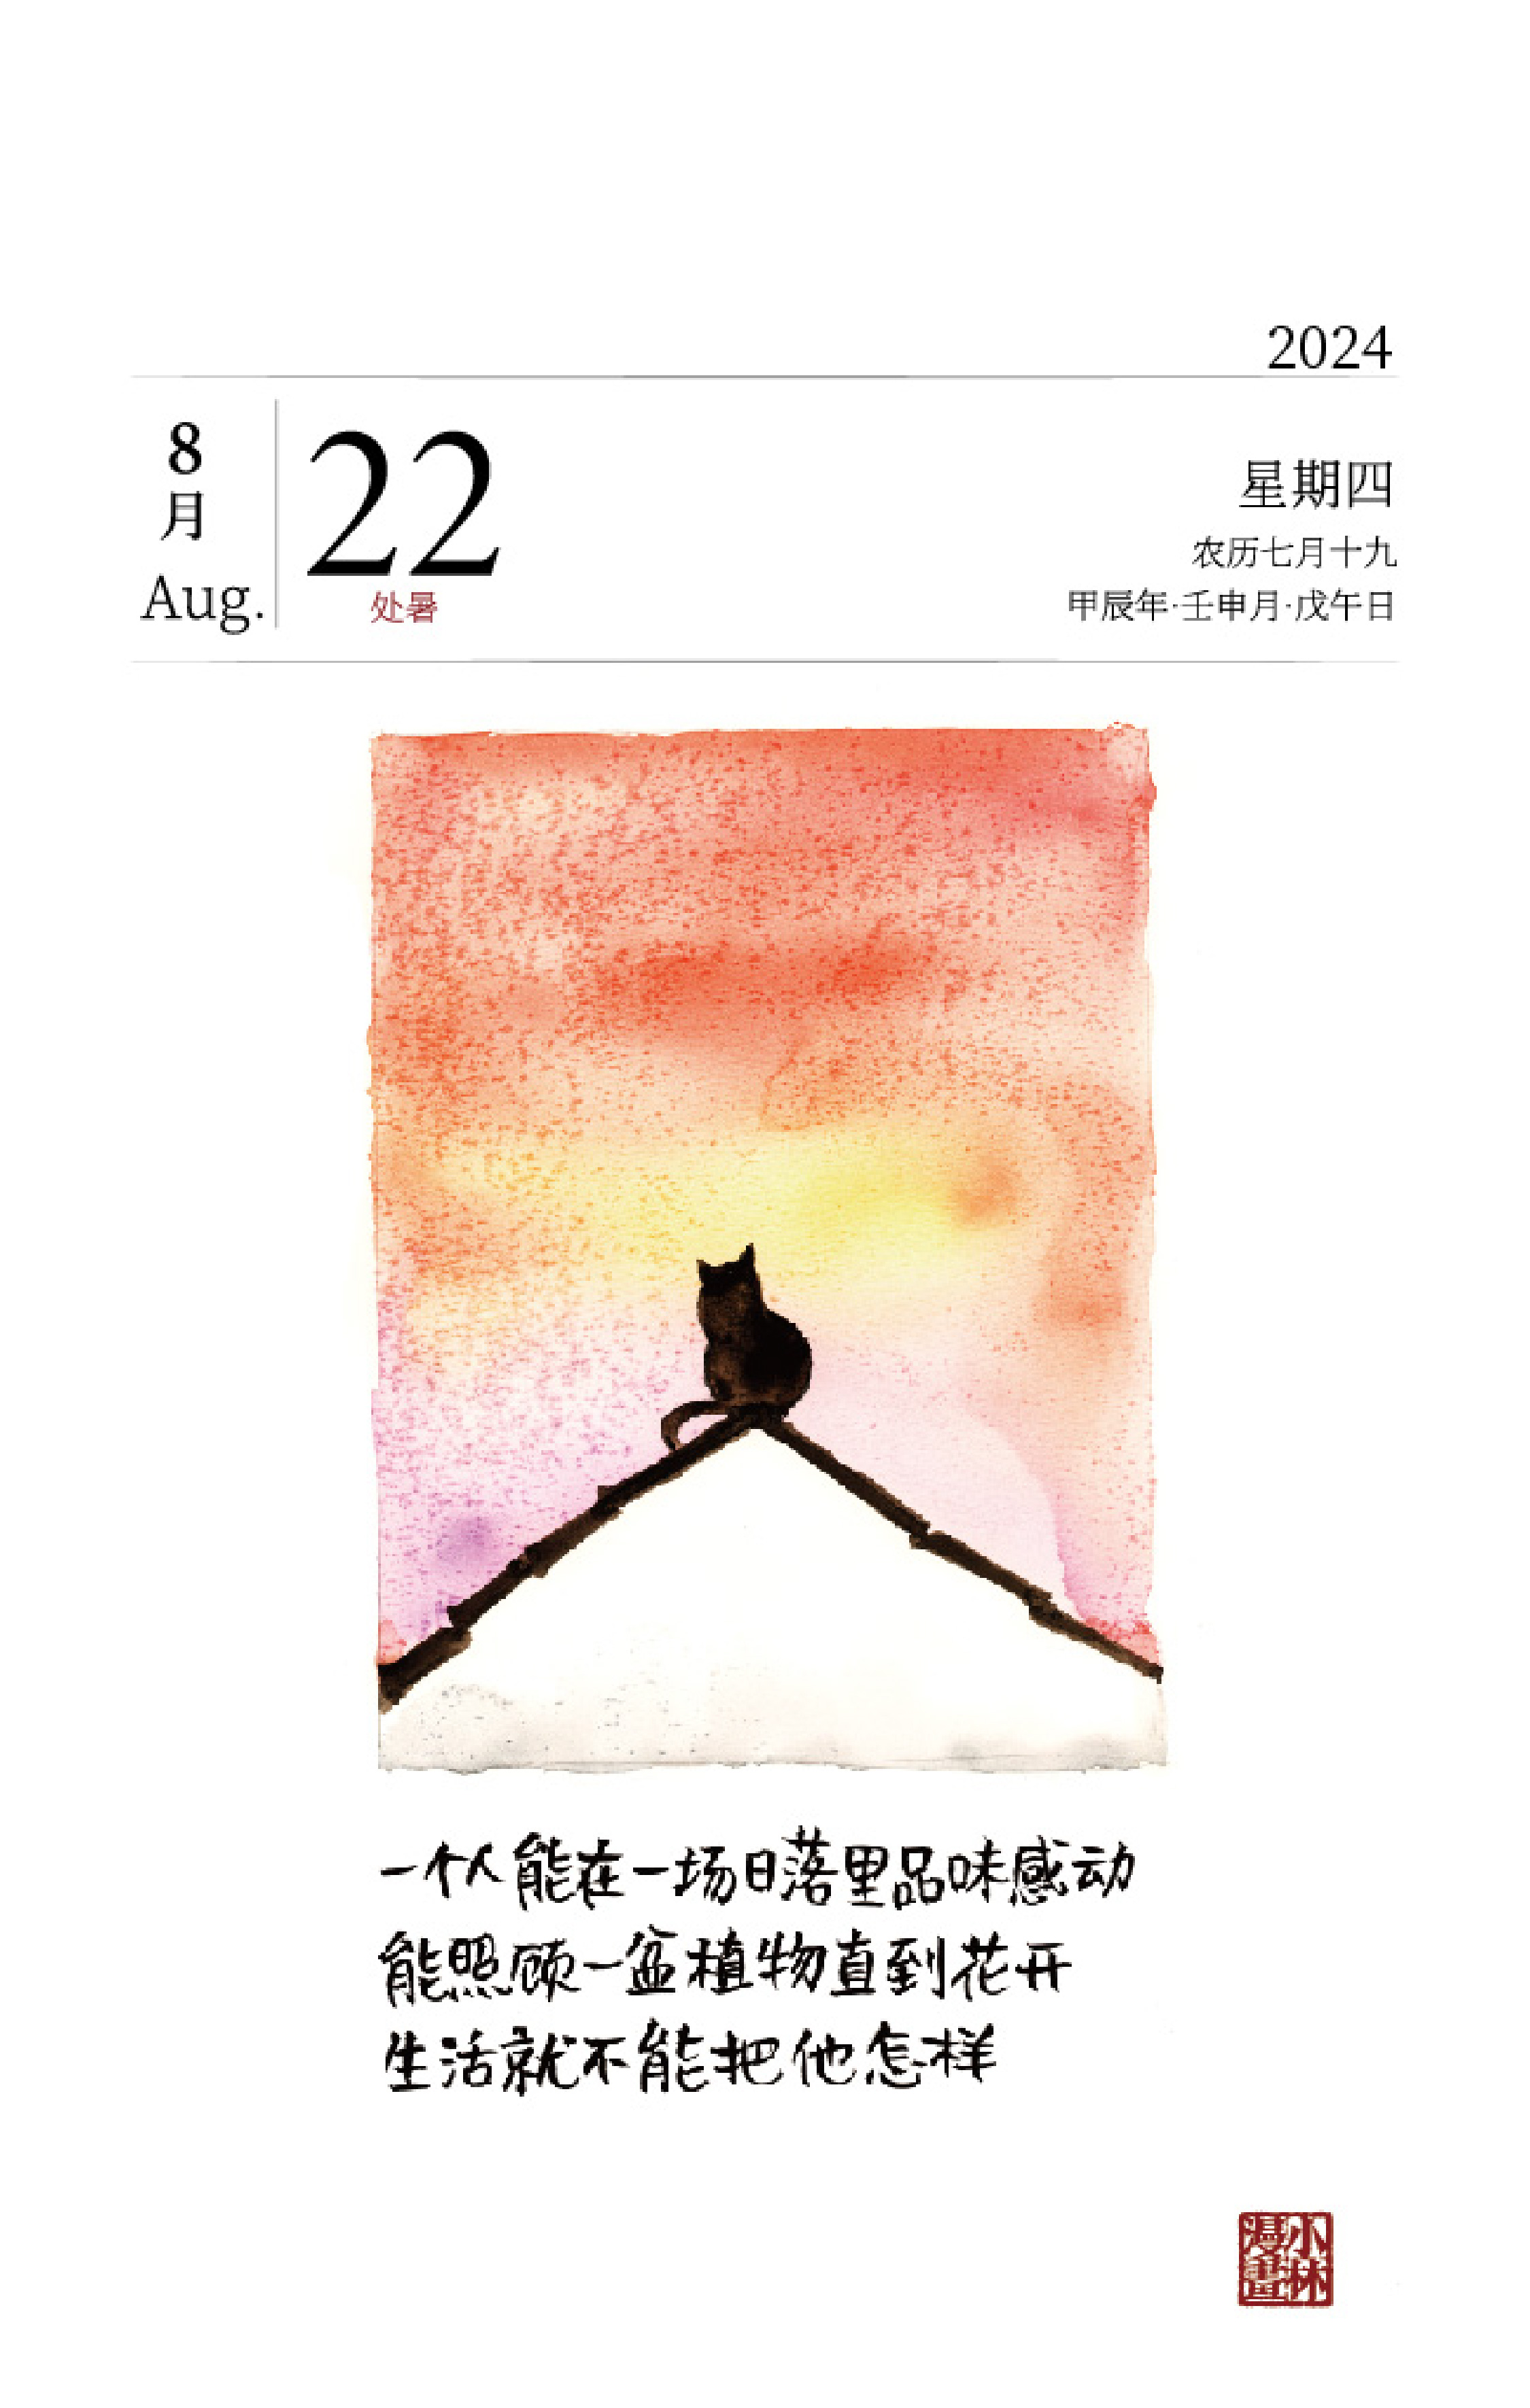 2024
8
月
Aug.
22
处暑
星期四
农历七月十九
甲辰年·壬申月·戊午日
一个人能在一场日落里品味感动
能照顾一盆植物直到花开
生活就不能把他怎样
小林
漫畫